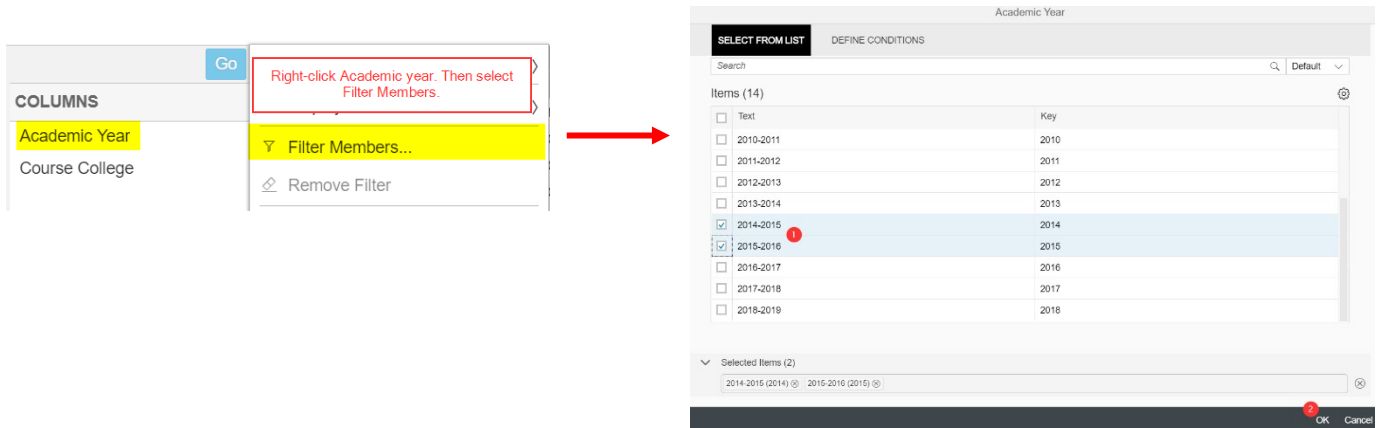 Go
Right-click Academic year. Then select
Filter Members.
COLUMNS
Academic Year
Course College
Filter Members...
Remove Filter
Academic Year
SELECT FROM LIST DEFINE CONDITIONS
Search Default
Items (14)
Text Key
2010-2011 2010
2011-2012 2011
2012-2013 2012
2013-2014 2013
2014-2015 2014
1
2015-2016 2015
2016-2017 2016
2017-2018 2017
2018-2019 2018
Selected Items (2)
2014-2015 (2014) 2015-2016 (2015)
2
OK Cancel